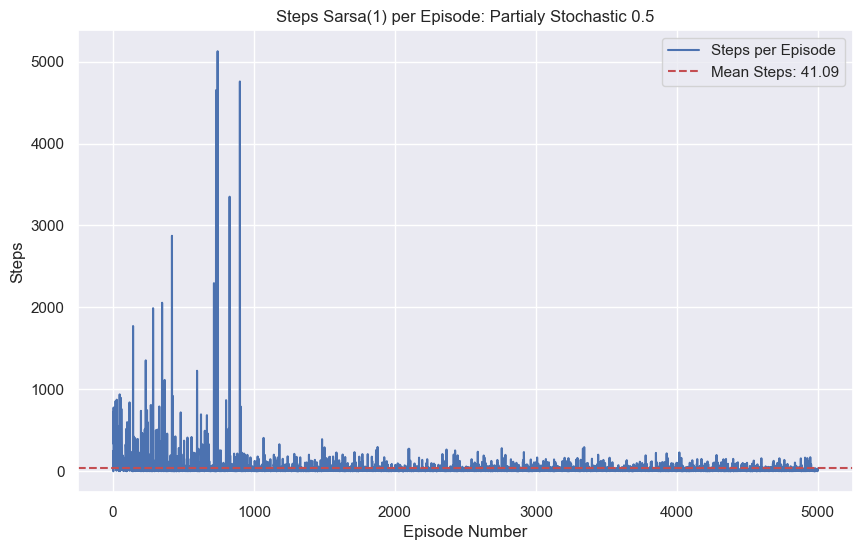 Steps Sarsa(1) per Episode: Partialy Stochastic 0.5
Steps per Episode
Mean Steps: 41.09
5000
4000
3000
2000
1000
0
Steps
0 1000 2000 3000 4000 5000
Episode Number